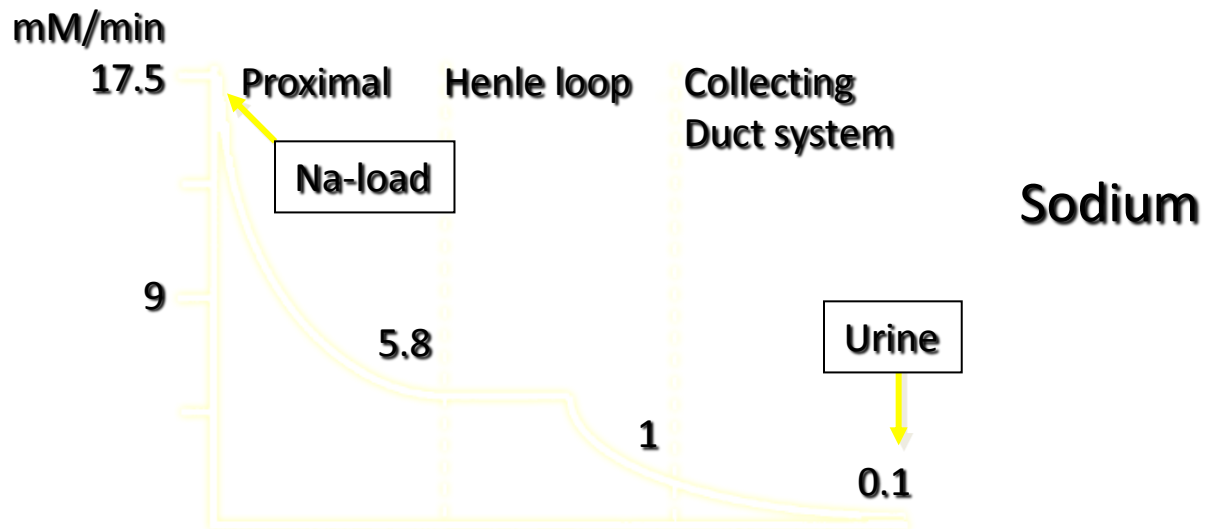 mM/min
17.5
Proximal
Henle loop
Collecting
Duct system
Na-load
Sodium
9
5.8
Urine
1
0.1